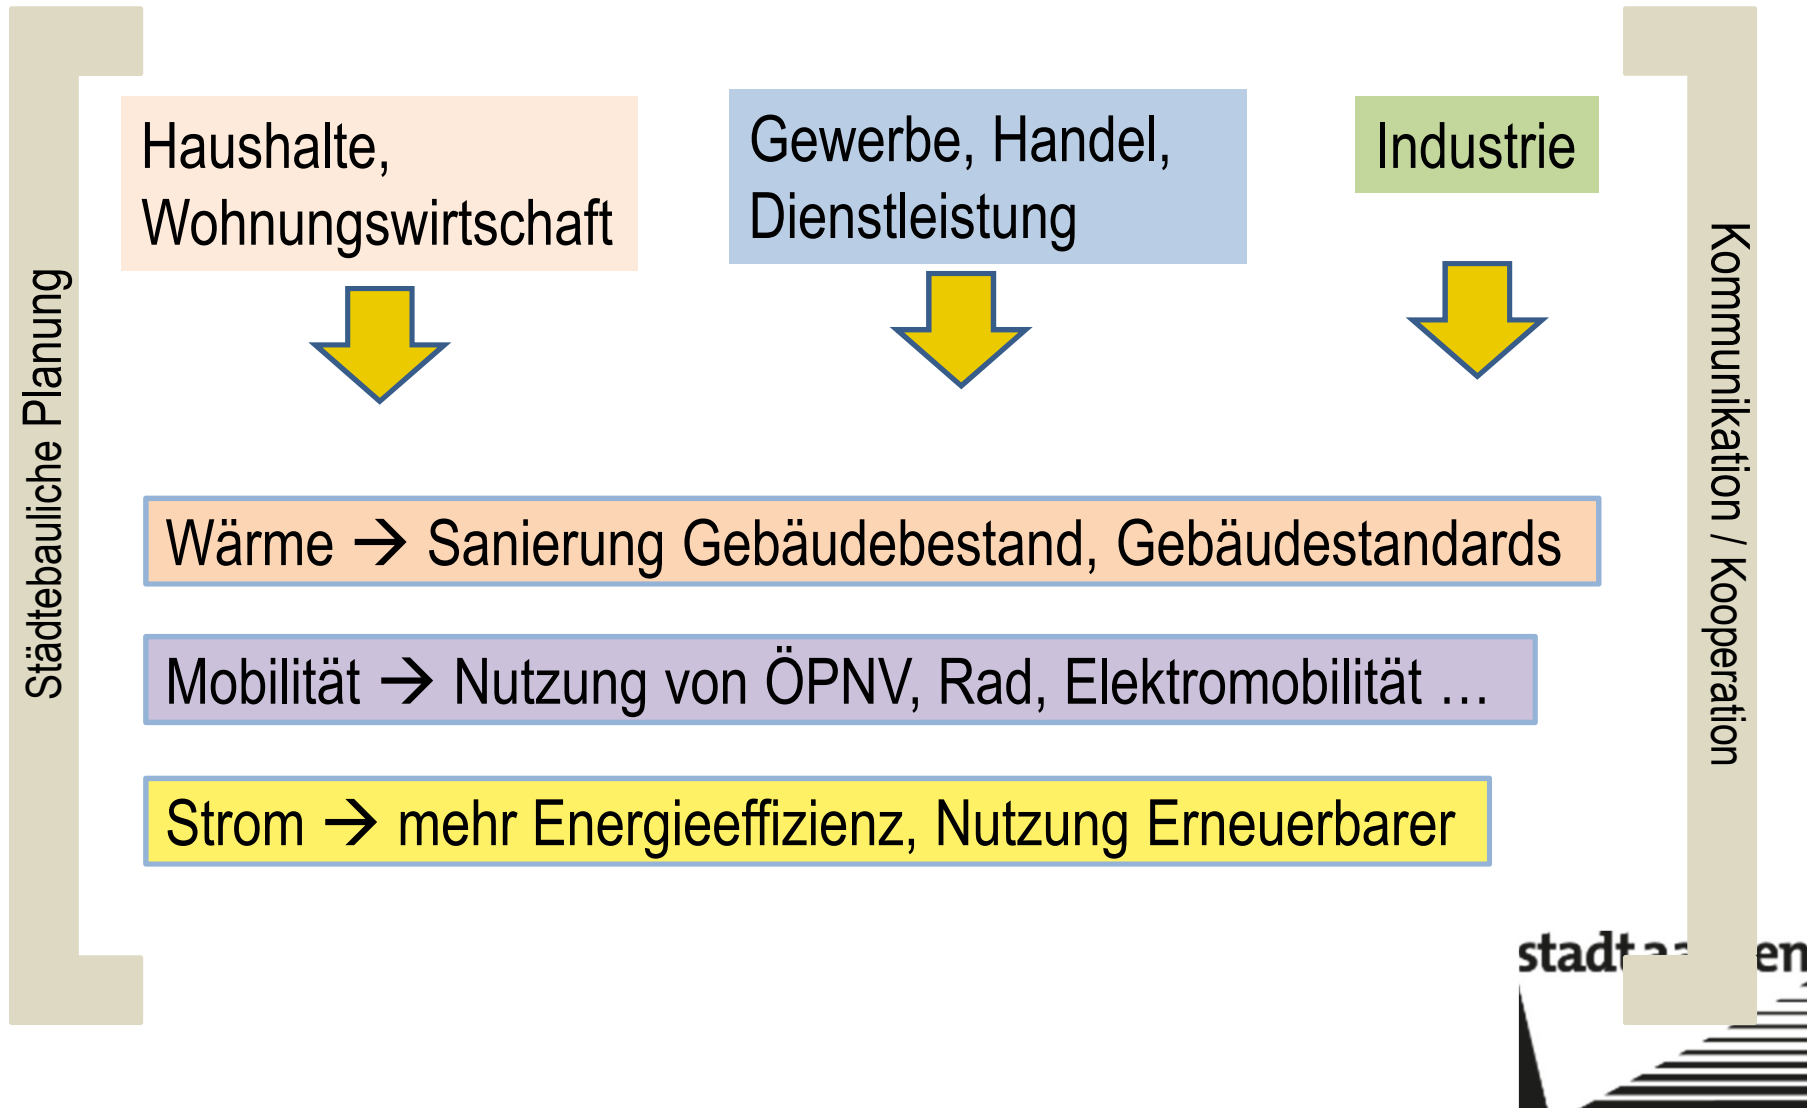 Städtebauliche Planung
Haushalte,
Wohnungswirtschaft
Gewerbe, Handel,
Dienstleistung
Industrie
Wärme → Sanierung Gebäudebestand, Gebäudestandards
Mobilität → Nutzung von ÖPNV, Rad, Elektromobilität …
Strom → mehr Energieeffizienz, Nutzung Erneuerbarer
Kommunikation / Kooperation